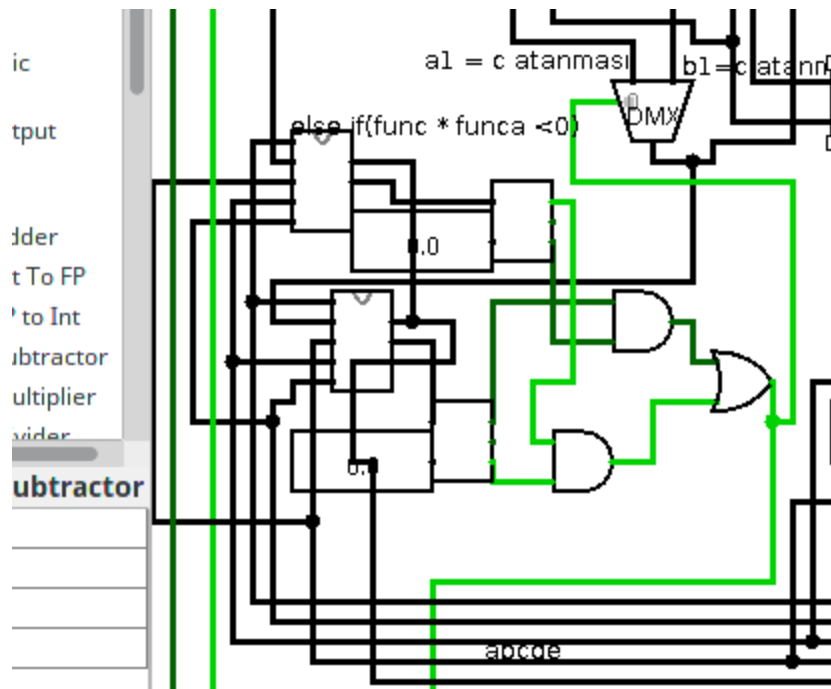 ic
tput
dder
t To FP
to Int
ubtractor
ultiplier
vider
ubtractor
a1 = c atanması
b1=c atanm
DMX
else if(func * funca <0)
0.0
0.0
abcde